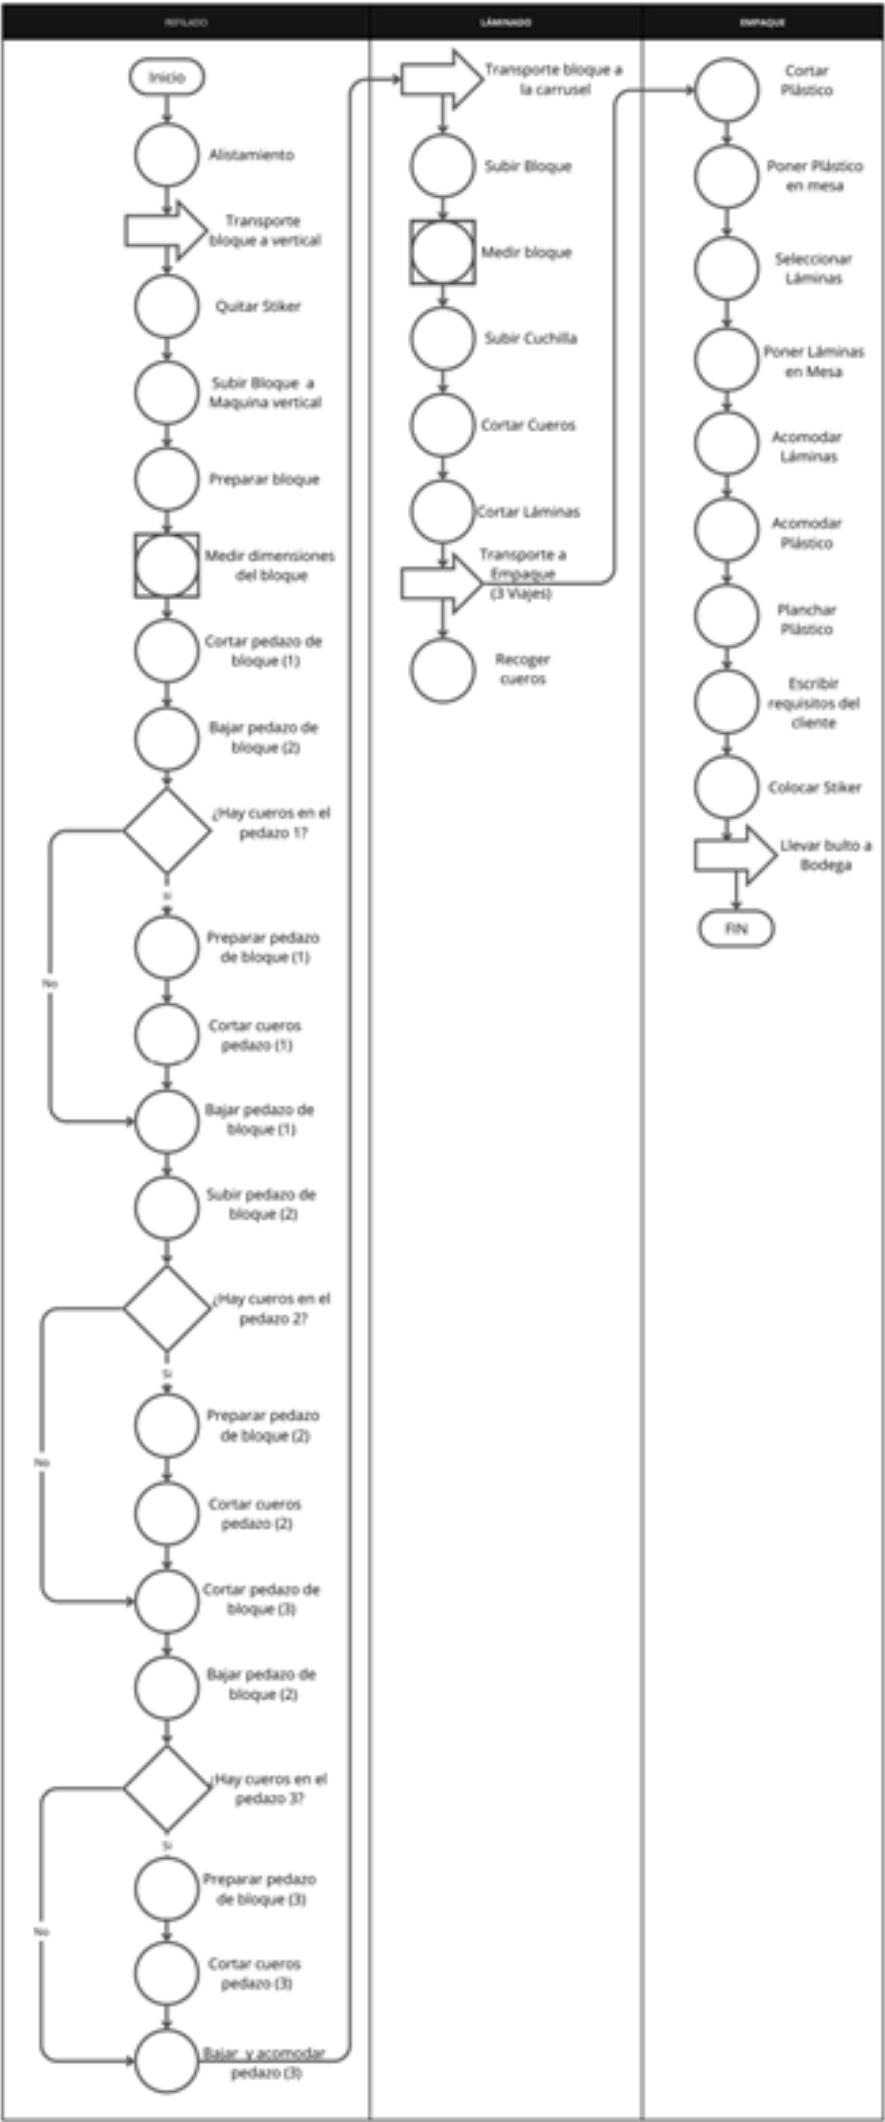 REFILADO
LÁMINADO
EMPAQUE
Inicio
Alistamiento
Transporte
bloque a vertical
Quitar Stiker
Subir Bloque a
Maquina vertical
Preparar bloque
Medir dimensiones
del bloque
Cortar pedazo de
bloque (1)
Bajar pedazo de
bloque (2)
¿Hay cueros en el
pedazo 1?
si
No
Preparar pedazo
de bloque (1)
Cortar cueros
pedazo (1)
Bajar pedazo de
bloque (1)
Subir pedazo de
bloque (2)
¿Hay cueros en el
pedazo 2?
Si
No
Preparar pedazo
de bloque (2)
Cortar cueros
pedazo (2)
Cortar pedazo de
bloque (3)
Bajar pedazo de
bloque (2)
¿Hay cueros en el
pedazo 3?
Si
No
Preparar pedazo
de bloque (3)
Cortar cueros
pedazo (3)
Bajar y acomodar
pedazo (3)
Transporte bloque a
la carrusel
Subir Bloque
Medir bloque
Subir Cuchilla
Cortar Cueros
Cortar Láminas
Transporte a
Empaque
(3 Viajes)
Recoger
cueros
Cortar
Plástico
Poner Plástico
en mesa
Seleccionar
Láminas
Poner Láminas
en Mesa
Acomodar
Láminas
Acomodar
Plástico
Planchar
Plástico
Escribir
requisitos del
cliente
Colocar Stiker
Llevar bulto a
Bodega
FIN